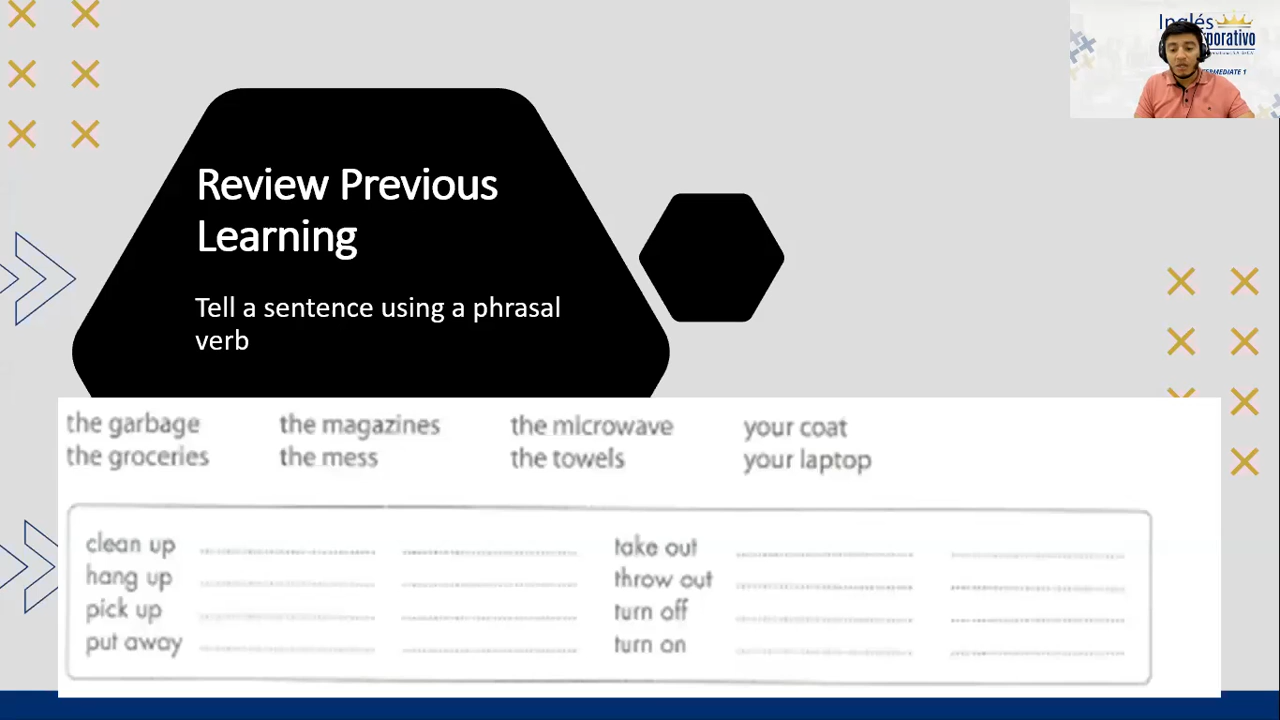 Inglés
porativo
TERMEDIATE 1
Review Previous
Learning
Tell a sentence using a phrasal
verb
the garbage the magazines the microwave your coat
the groceries the mess the towels your laptop
clean up take out
hang up throw out
pick up turn off
put away turn on